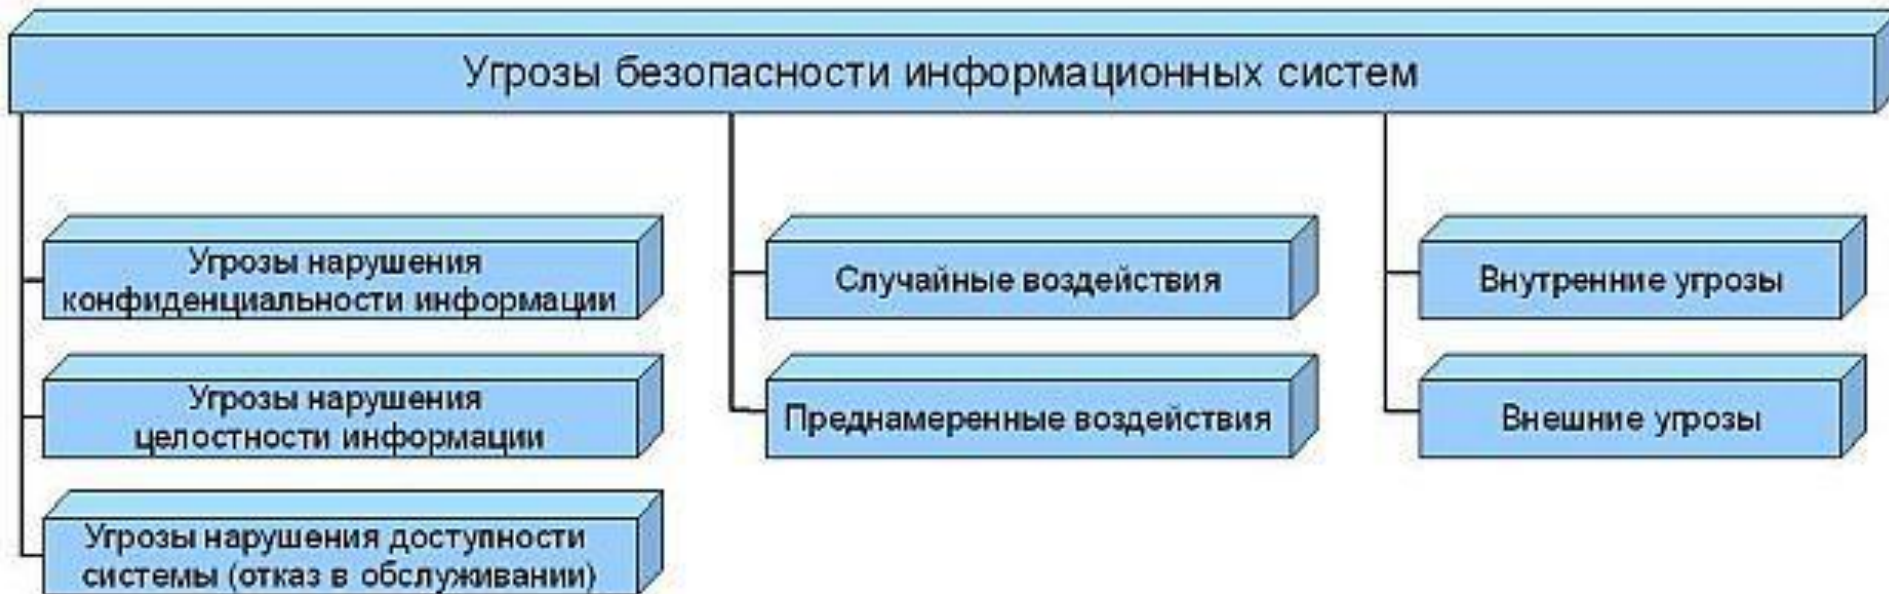 Угрозы безопасности информационных систем
Угрозы нарушения
конфиденциальности информации
Угрозы нарушения
целостности информации
Угрозы нарушения доступности
системы (отказ в обслуживании)
Случайные воздействия
Преднамеренные воздействия
Внутренние угрозы
Внешние угрозы